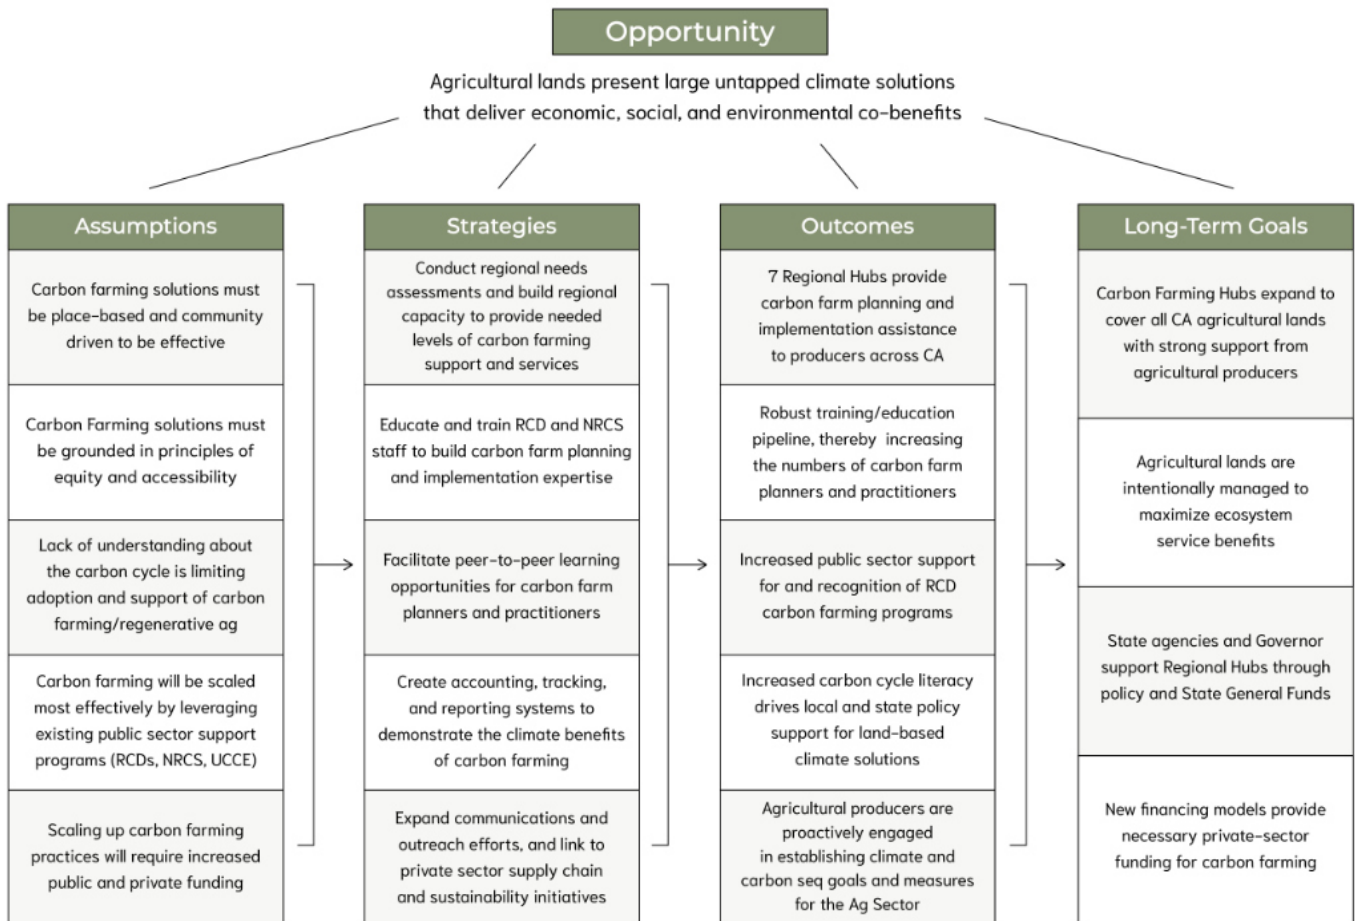 Opportunity
Agricultural lands present large untapped climate solutions
that deliver economic, social, and environmental co-benefits
Assumptions
Carbon farming solutions must
be place-based and community
driven to be effective
Carbon Farming solutions must
be grounded in principles of
equity and accessibility
Lack of understanding about
the carbon cycle is limiting
adoption and support of carbon
farming/regenerative ag
Carbon farming will be scaled
most effectively by leveraging
existing public sector support
programs (RCDs, NRCS, UCCE)
Scaling up carbon farming
practices will require increased
public and private funding
Strategies
Conduct regional needs
assessments and build regional
capacity to provide needed
levels of carbon farming
support and services
Educate and train RCD and NRCS
staff to build carbon farm planning
and implementation expertise
Facilitate peer-to-peer learning
opportunities for carbon farm
planners and practitioners
Create accounting, tracking,
and reporting systems to
demonstrate the climate benefits
of carbon farming
Expand communications and
outreach efforts, and link to
private sector supply chain
and sustainability initiatives
Outcomes
7 Regional Hubs provide
carbon farm planning and
implementation assistance
to producers across CA
Robust training/education
pipeline, thereby increasing
the numbers of carbon farm
planners and practitioners
Increased public sector support
for and recognition of RCD
carbon farming programs
Increased carbon cycle literacy
drives local and state policy
support for land-based
climate solutions
Agricultural producers are
proactively engaged
in establishing climate and
carbon seq goals and measures
for the Ag Sector
Long-Term Goals
Carbon Farming Hubs expand to
cover all CA agricultural lands
with strong support from
agricultural producers
Agricultural lands are
intentionally managed to
maximize ecosystem
service benefits
State agencies and Governor
support Regional Hubs through
policy and State General Funds
New financing models provide
necessary private-sector
funding for carbon farming